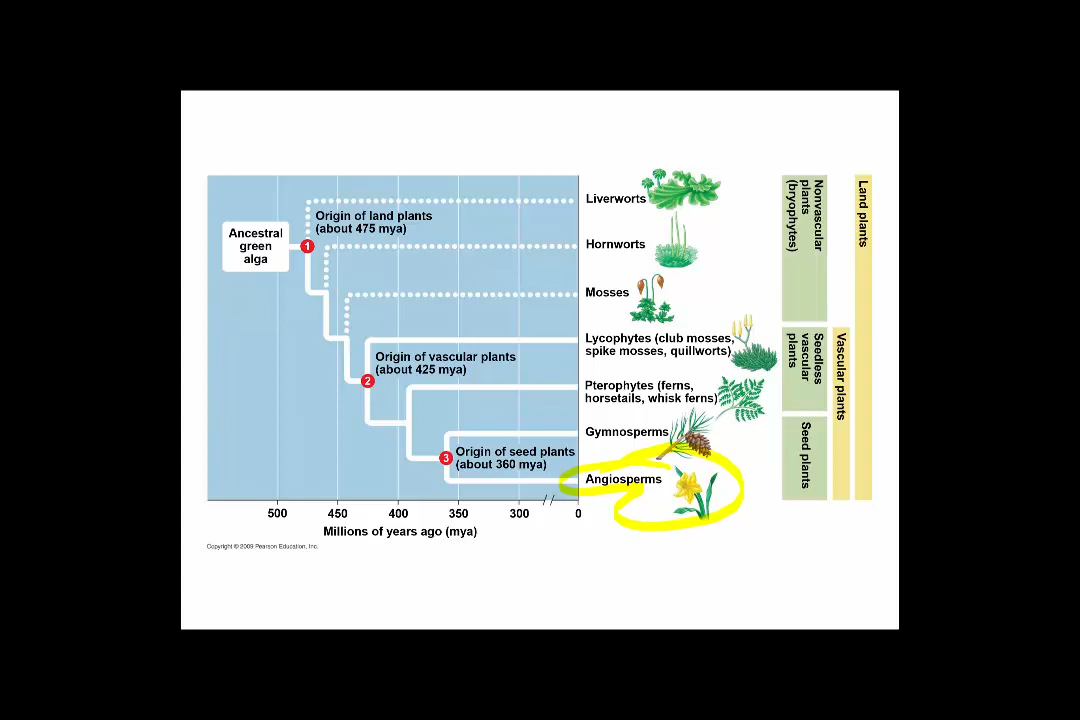 Liverworts
Origin of land plants
(about 475 mya)
Ancestral
green
alga
1
Hornworts
Mosses
Lycophytes (club mosses,
spike mosses, quillworts)
Origin of vascular plants
(about 425 mya)
2
Pterophytes (ferns,
horsetails, whisk ferns)
Gymnosperms
Origin of seed plants
(about 360 mya)
3
Angiosperms
Nonvascular
plants
(bryophytes)
Seedless
vascular
plants
Seed plants
Vascular plants
Land plants
500 450 400 350 300 0
Millions of years ago (mya)
Copyright © 2009 Pearson Education, Inc.